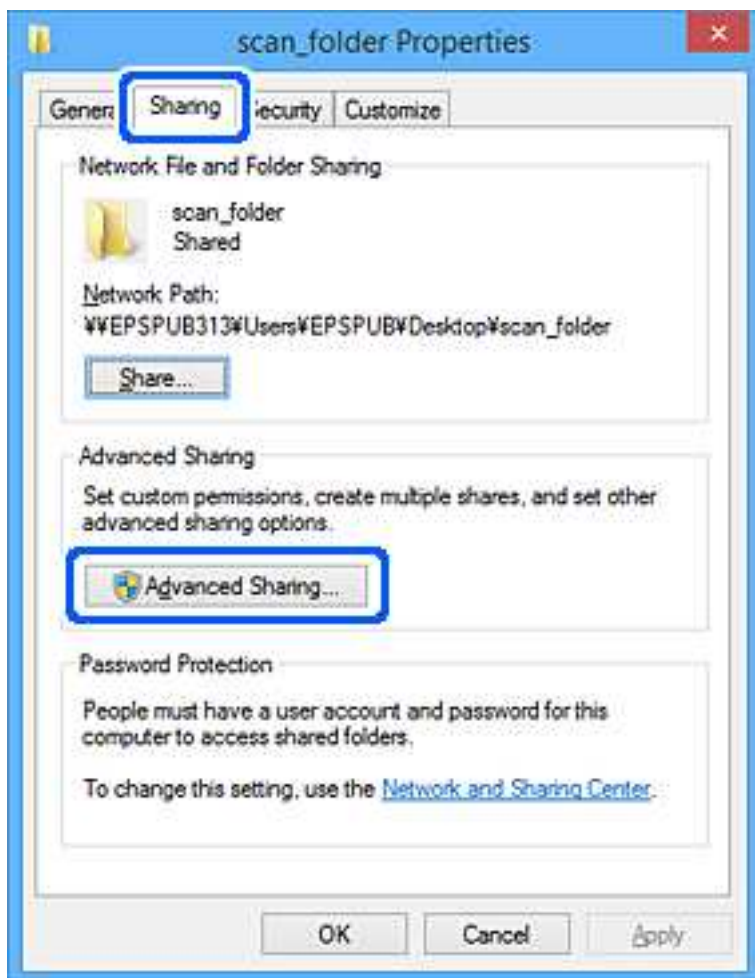 scan_folder Properties
General Sharing Security Customize
Network File and Folder Sharing
scan_folder
Shared
Network Path:
¥¥EPSPUB313¥Users¥EPSPUB¥Desktop¥scan_folder
Share...
Advanced Sharing
Set custom permissions, create multiple shares, and set other
advanced sharing options.
Advanced Sharing...
Password Protection
People must have a user account and password for this
computer to access shared folders.
To change this setting, use the Network and Sharing Center.
OK Cancel Apply